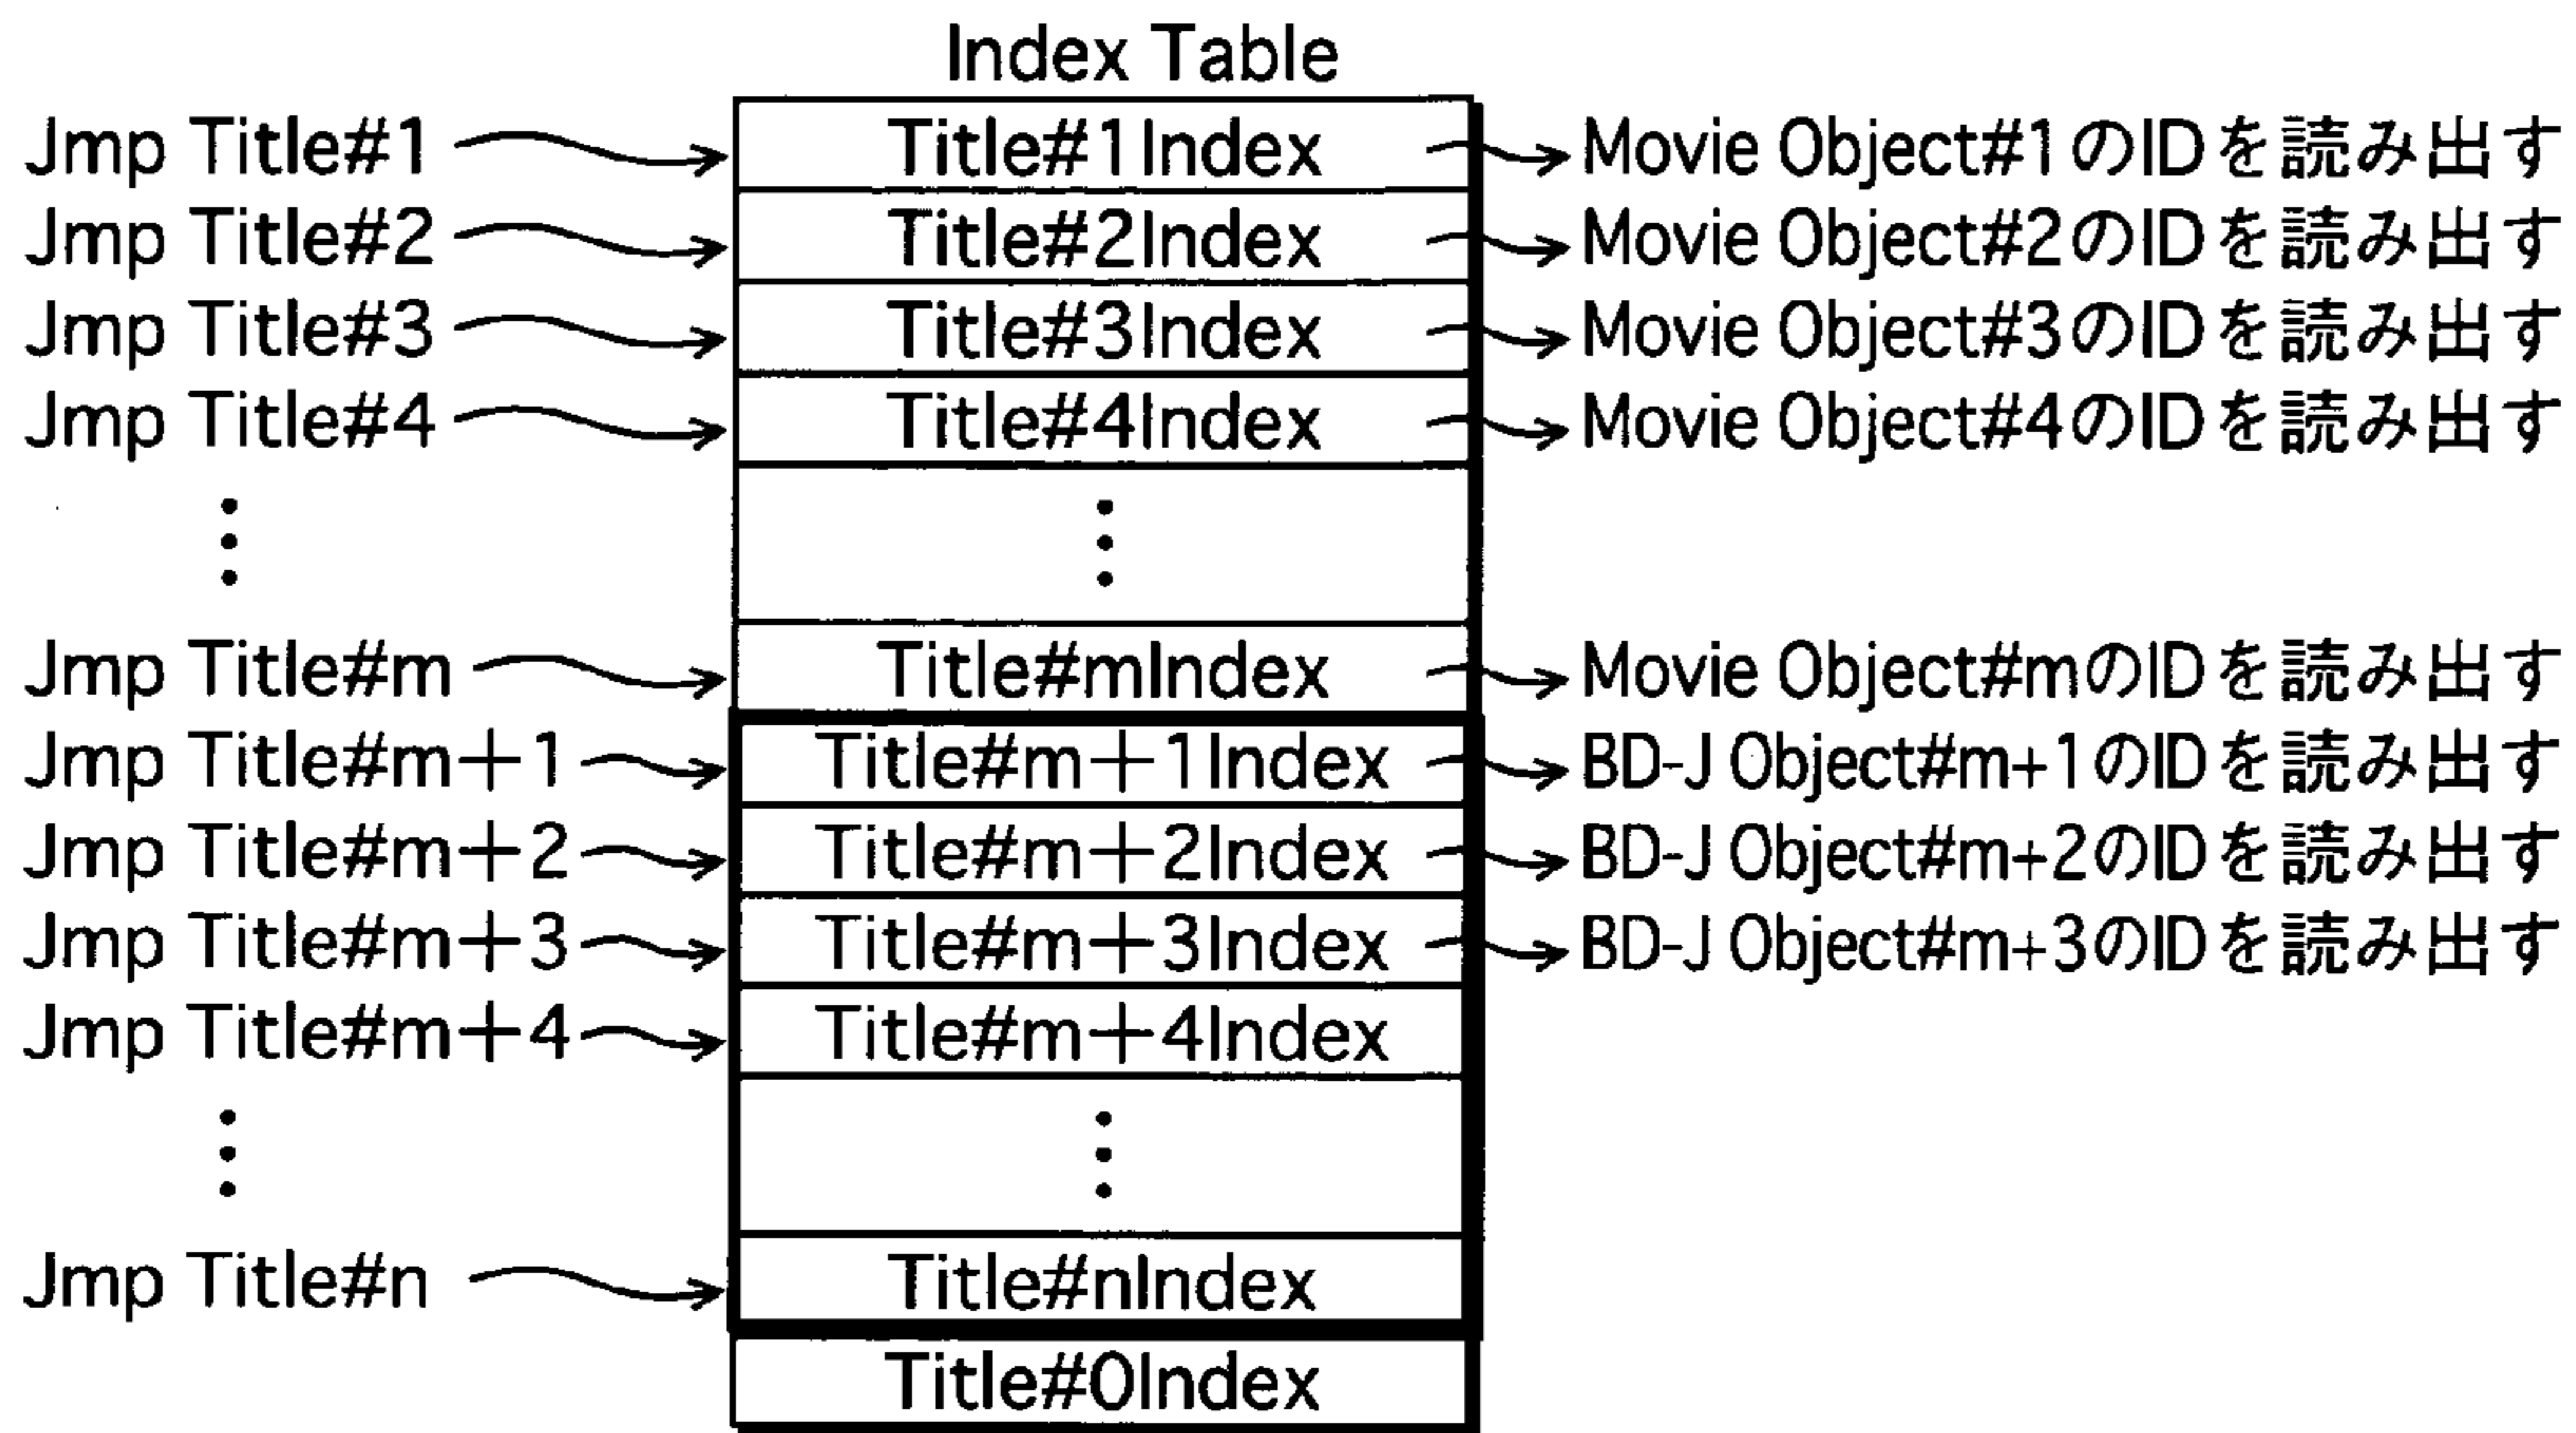 Index Table
Jmp Title#1 Title#1Index Movie Object#1のIDを読み出す
Jmp Title#2 Title#2Index Movie Object#2のIDを読み出す
Jmp Title#3 Title#3Index Movie Object#3のIDを読み出す
Jmp Title#4 Title#4Index Movie Object#4のIDを読み出す
Jmp Title#m Title#mIndex Movie Object#mのIDを読み出す
Jmp Title#m+1 Title#m+1Index BD-J Object#m+1のIDを読み出す
Jmp Title#m+2 Title#m+2Index BD-J Object#m+2のIDを読み出す
Jmp Title#m+3 Title#m+3Index BD-J Object#m+3のIDを読み出す
Jmp Title#m+4 Title#m+4Index
Jmp Title#n Title#nIndex
Title#0Index